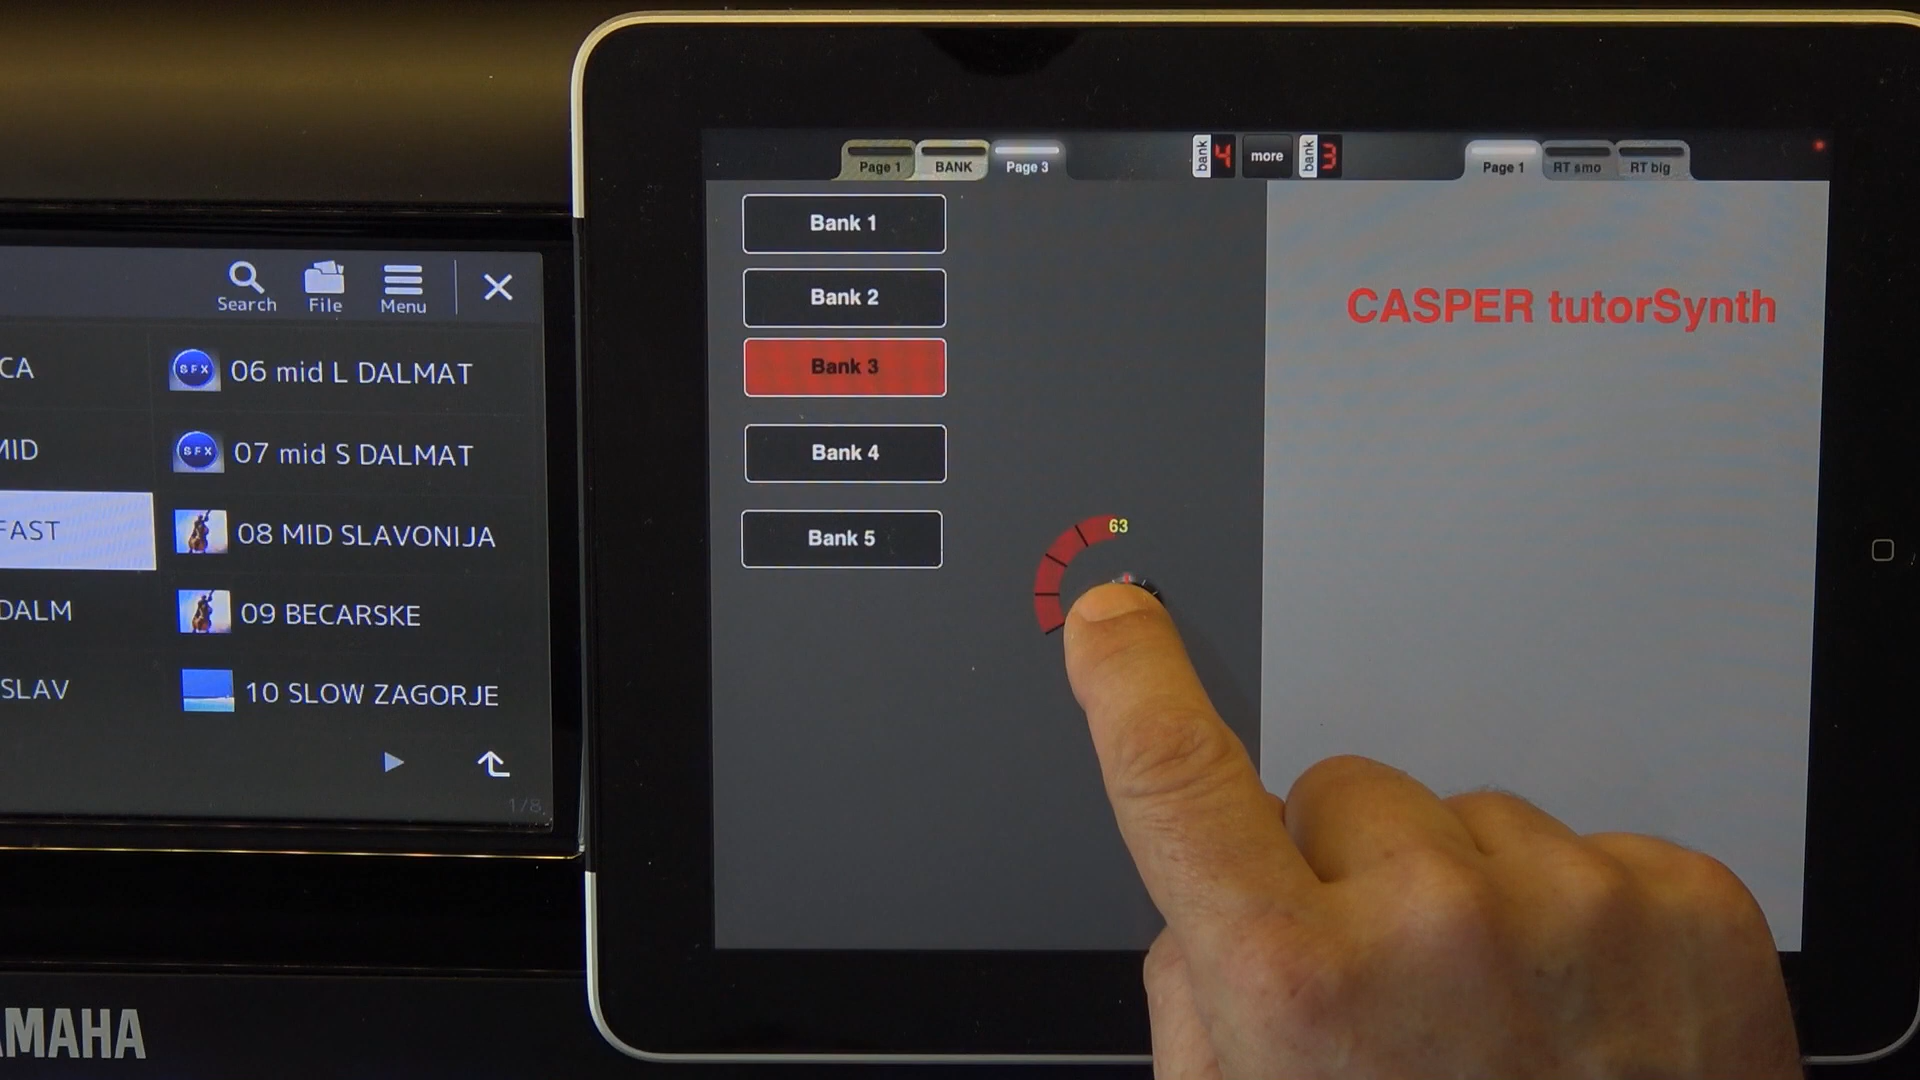 Search File Menu
CA
06 mid L DALMAT
MID
07 mid S DALMAT
FAST
08 MID SLAVONIJA
DALM
09 BECARSKE
SLAV
10 SLOW ZAGORJE
1/8
AMAHA
Page 1 BANK Page 3
bank 4 more bank 3
Page 1 RT smo RT big
Bank 1
Bank 2
Bank 3
Bank 4
Bank 5
63
CASPER tutorSynth
SFX
SFX